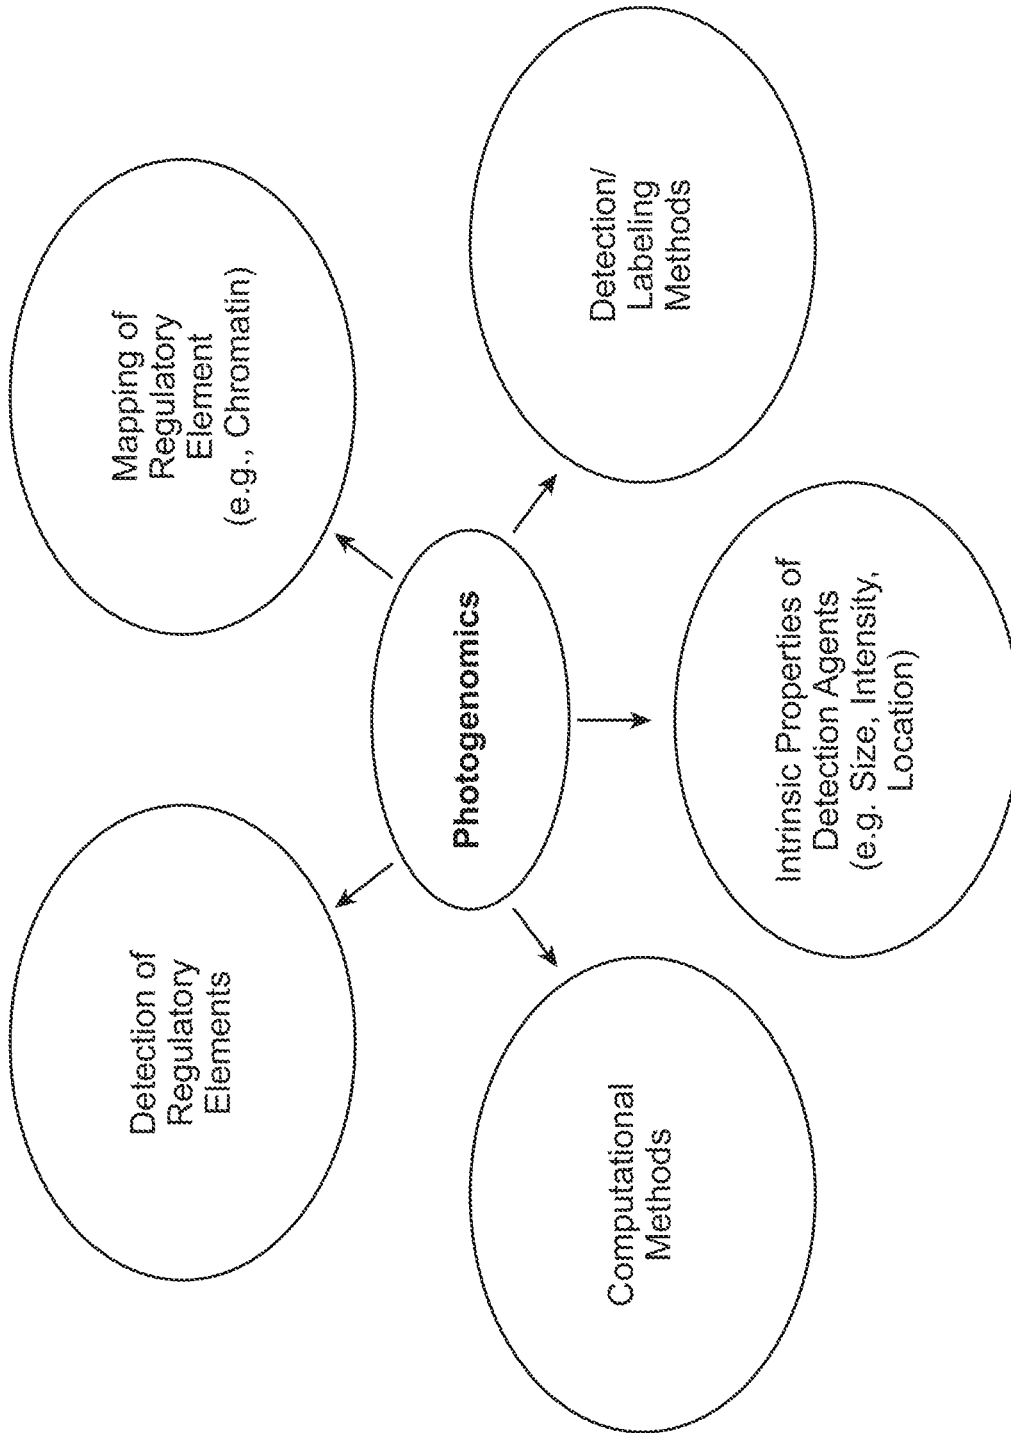 Detection of
Regulatory
Elements
Mapping of
Regulatory
Element
(e.g., Chromatin)
Photogenomics
Computational
Methods
Detection/
Labeling
Methods
Intrinsic Properties of
Detection Agents
(e.g. Size, Intensity,
Location)